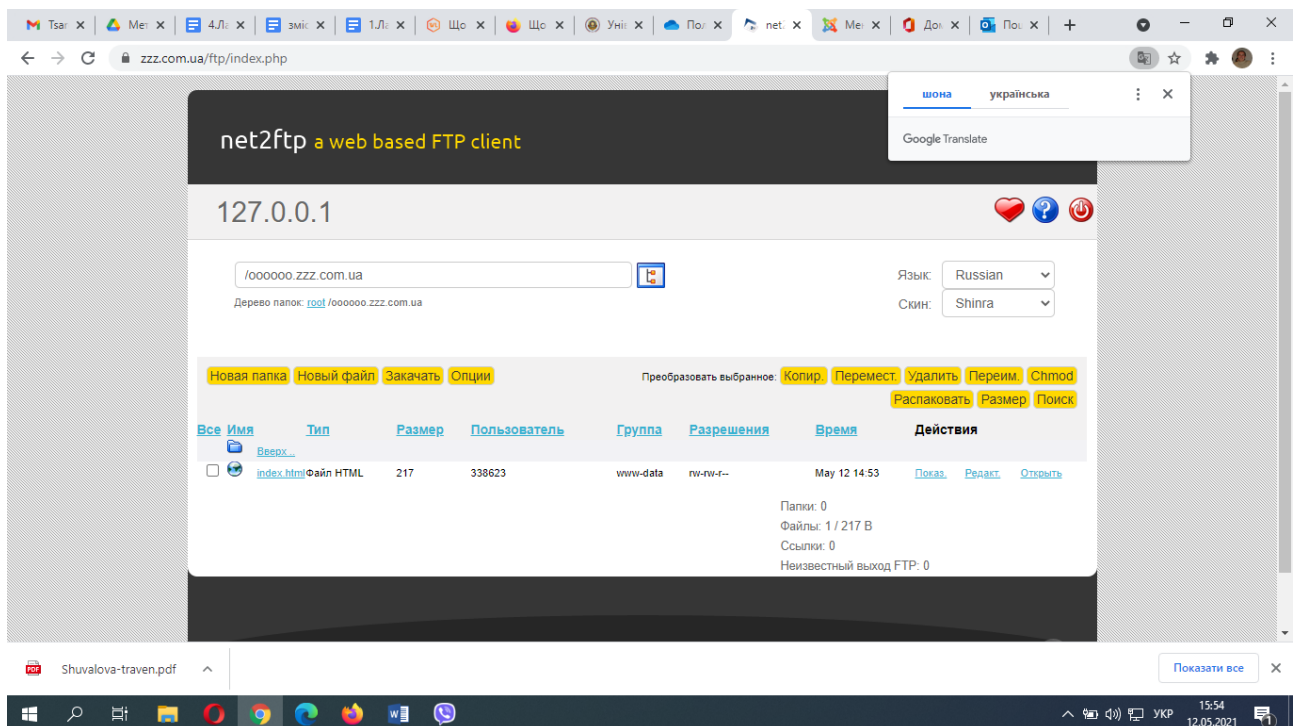 Tsar Мет 4.Ла зміс 1.Ла Що Що Уні Пол net: Ме Дом Пош
zzz.com.ua/ftp/index.php
шона українська
Google Translate
net2ftp a web based FTP client
127.0.0.1
/oooooo.zzz.com.ua
Язык: Russian
Дерево папок: root /oooooo.zzz.com.ua
Скин: Shinra
Новая папка Новый файл Закачать Опции Преобразовать выбранное: Копир. Перемест. Удалить Переим. Chmod
Распаковать Размер Поиск
Все Имя Тип Размер Пользователь Группа Разрешения Время Действия
Вверх ..
index.html Файл HTML 217 338623 www-data rw-rw-r-- May 12 14:53 Показ. Редакт. Открыть
Папки: 0
Файлы: 1 / 217 B
Ссылки: 0
Неизвестный выход FTP: 0
PDF Shuvalova-traven.pdf Показати все
УКР 15:54
12.05.2021